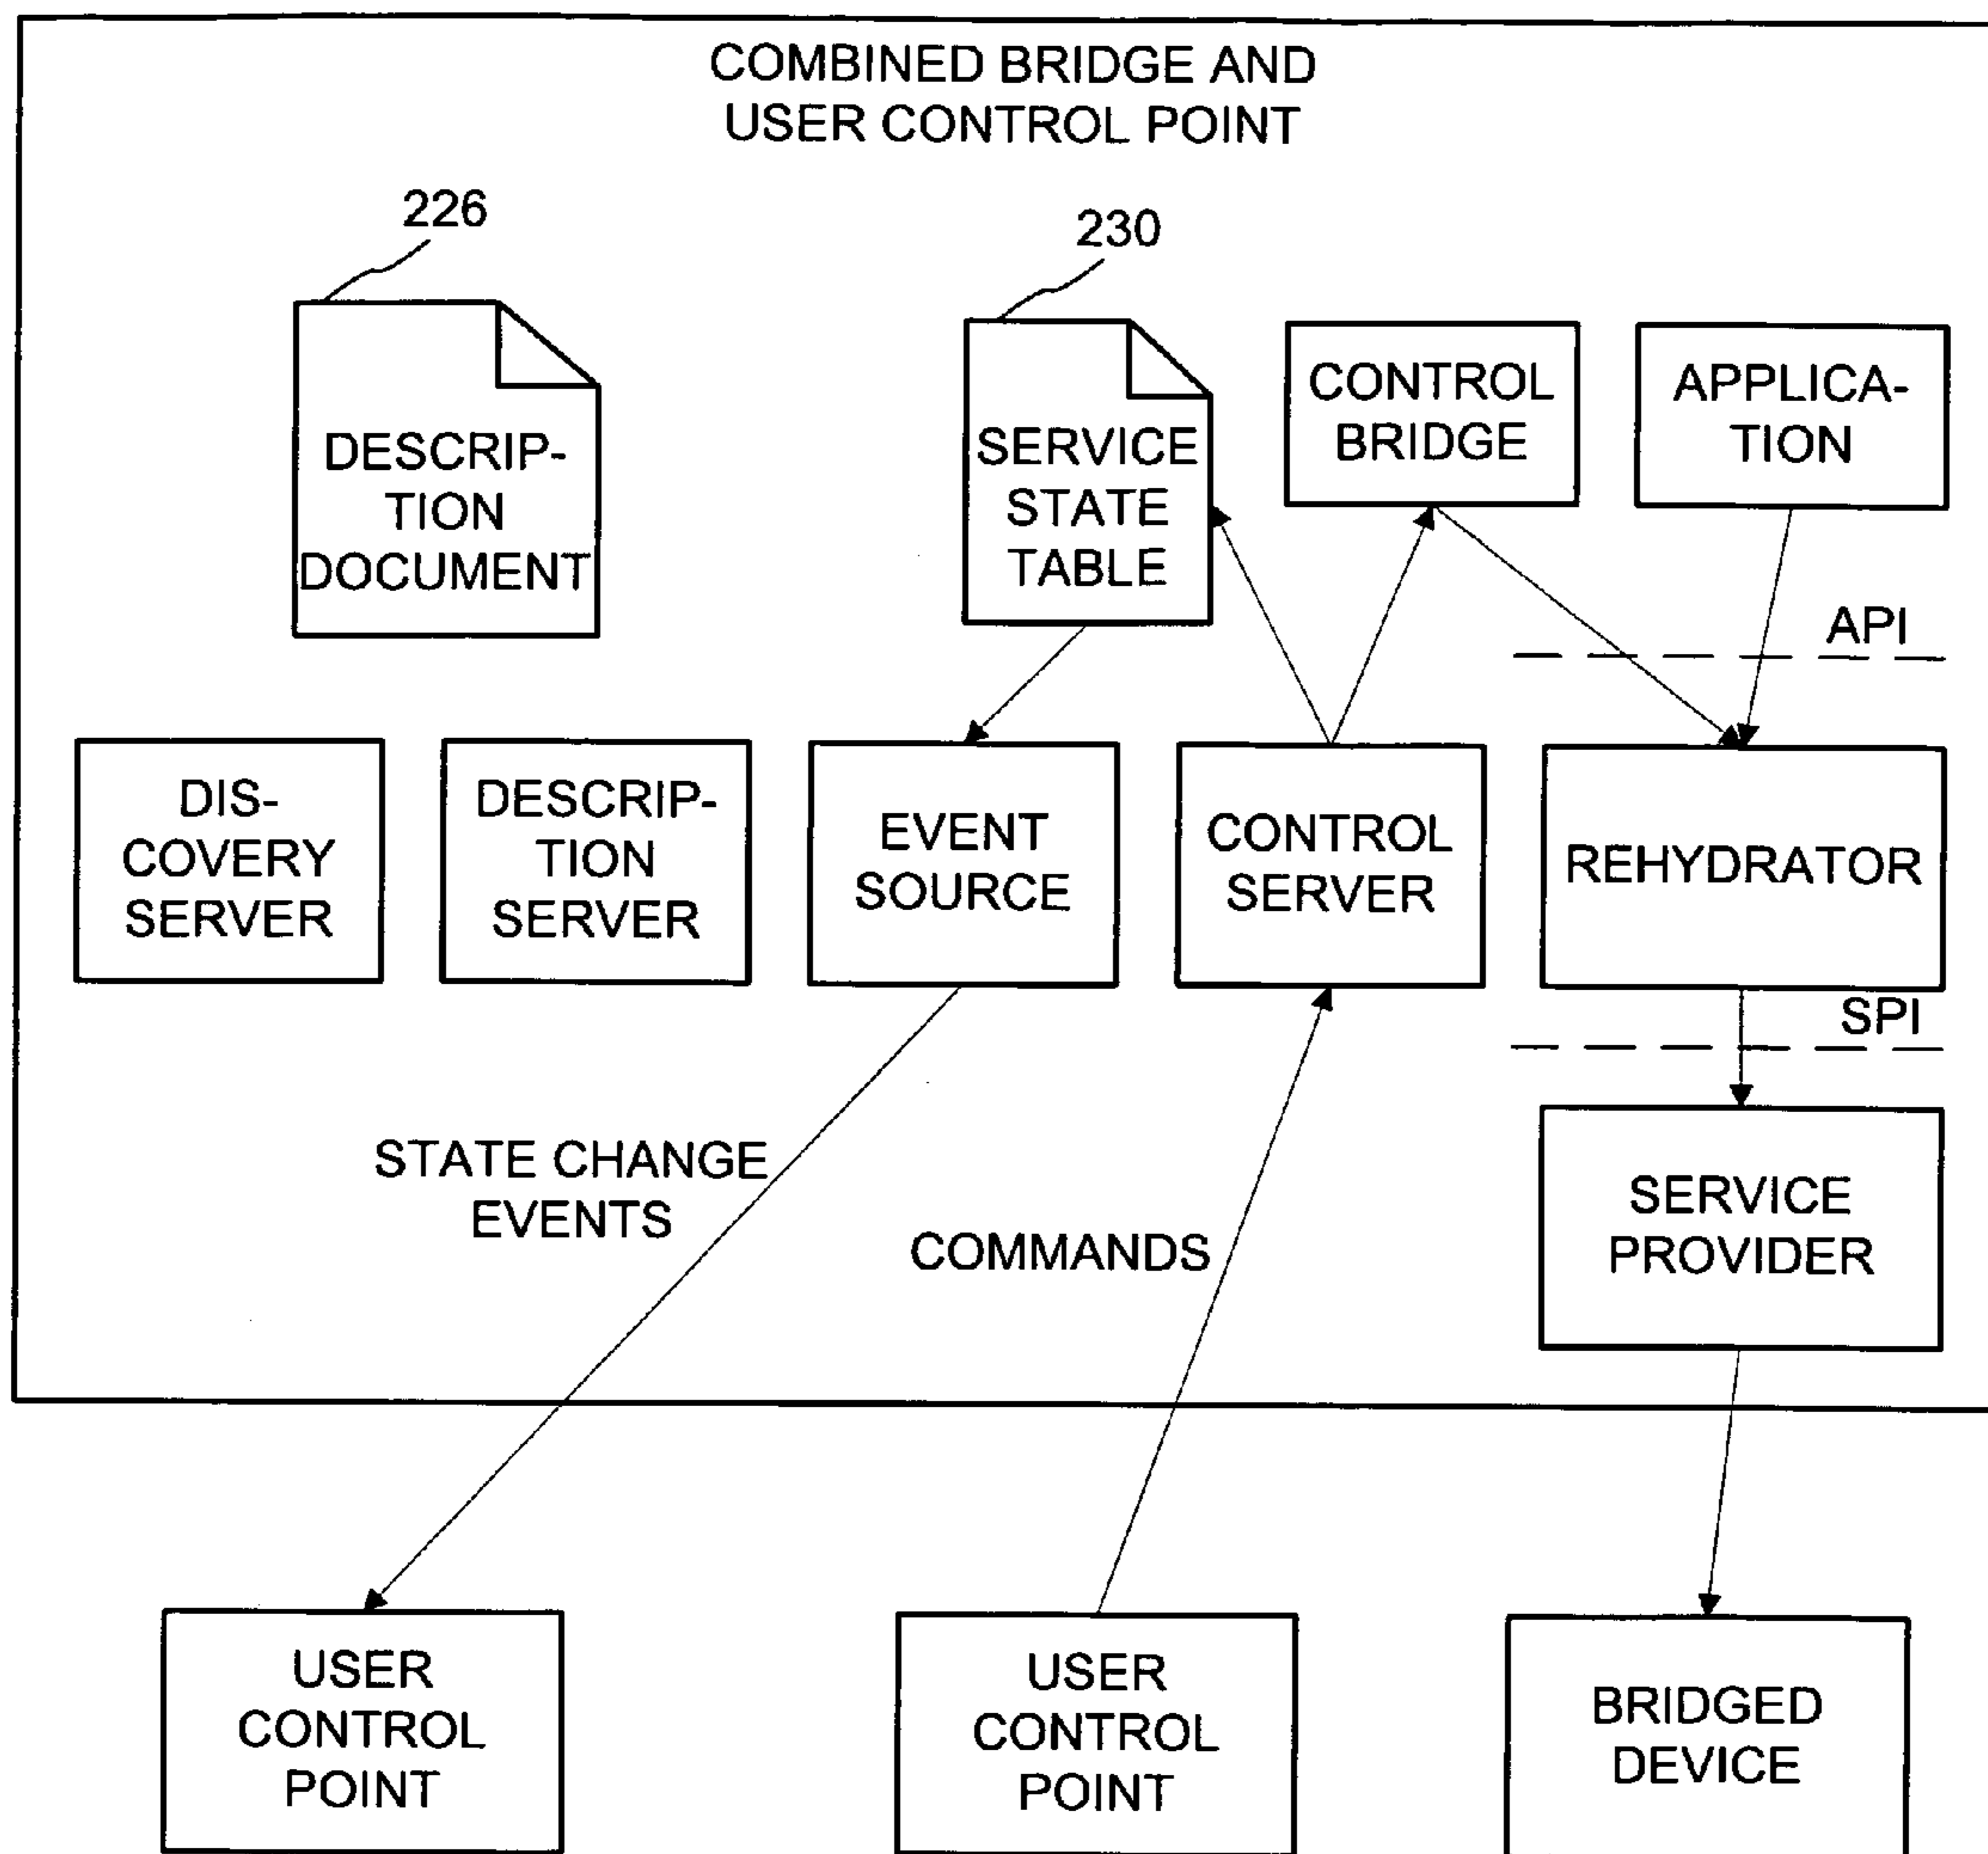 COMBINED BRIDGE AND
USER CONTROL POINT
226
230
DESCRIP-
TION
DOCUMENT
SERVICE
STATE
TABLE
CONTROL
BRIDGE
APPLICA-
TION
API
DIS-
COVERY
SERVER
DESCRIP-
TION
SERVER
EVENT
SOURCE
CONTROL
SERVER
REHYDRATOR
SPI
STATE CHANGE
EVENTS
COMMANDS
SERVICE
PROVIDER
USER
CONTROL
POINT
USER
CONTROL
POINT
BRIDGED
DEVICE